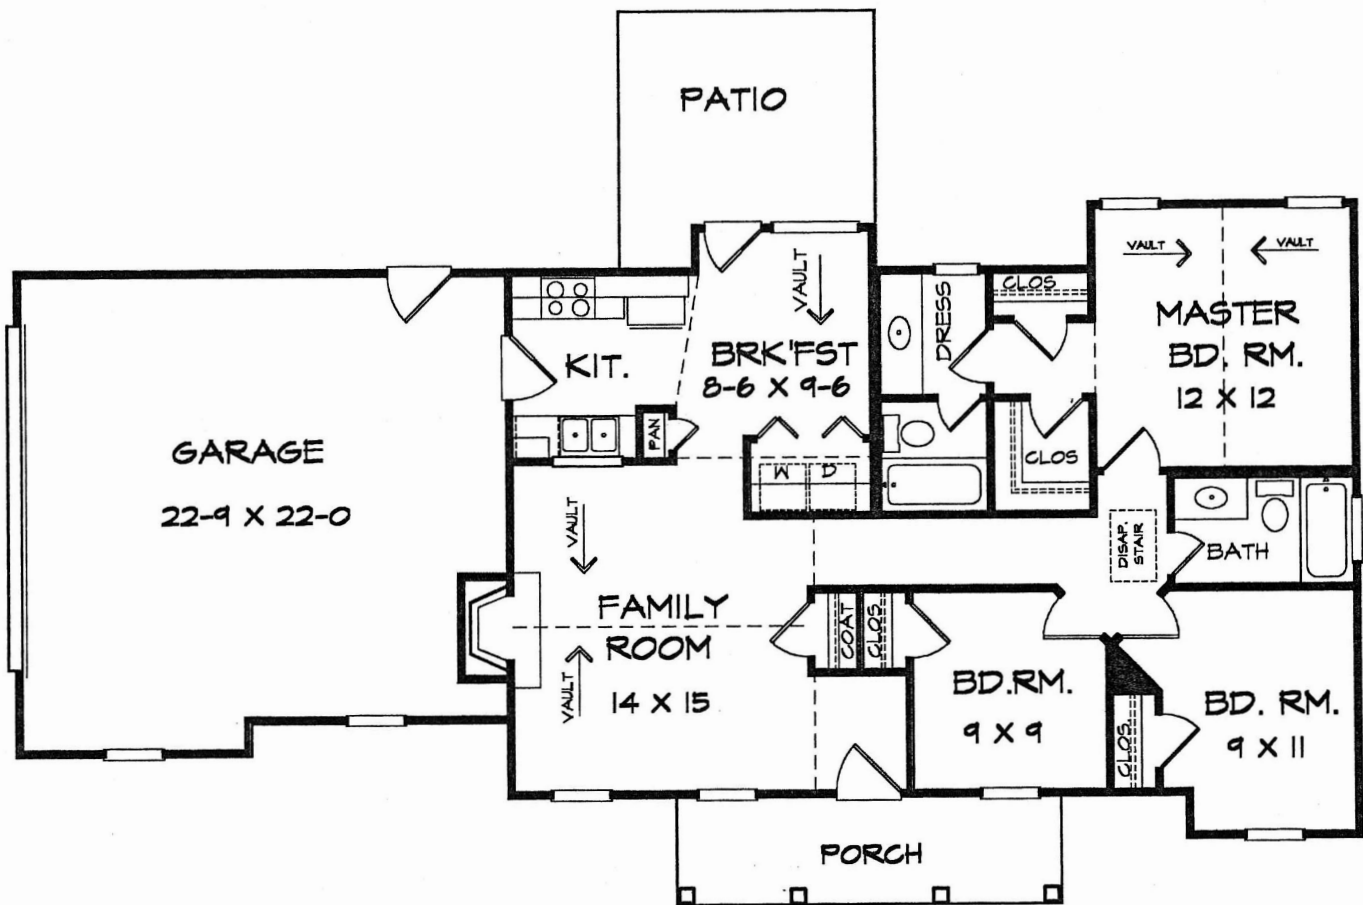 PATIO
VAULT
VAULT
VAULT
CLOS
DRESS
MASTER
BD. RM.
12 X 12
KIT.
BRK'FST
8-6 X 9-6
PAN
CLOS
GARAGE
22-9 X 22-0
W D
VAULT
DISAP.
STAIR
BATH
FAMILY
ROOM
14 X 15
VAULT
COAT
CLOS
BD.RM.
9 X 9
CLOS
BD. RM.
9 X 11
PORCH